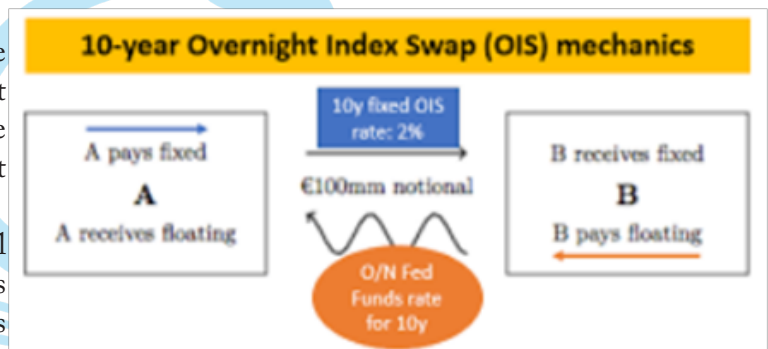 10-year Overnight Index Swap (OIS) mechanics
e
t
e
t
l
s
s
A pays fixed
A
A receives floating
10y fixed OIS
rate: 2%
€100mm notional
O/N Fed
Funds rate
for 10y
B receives fixed
B
B pays floating